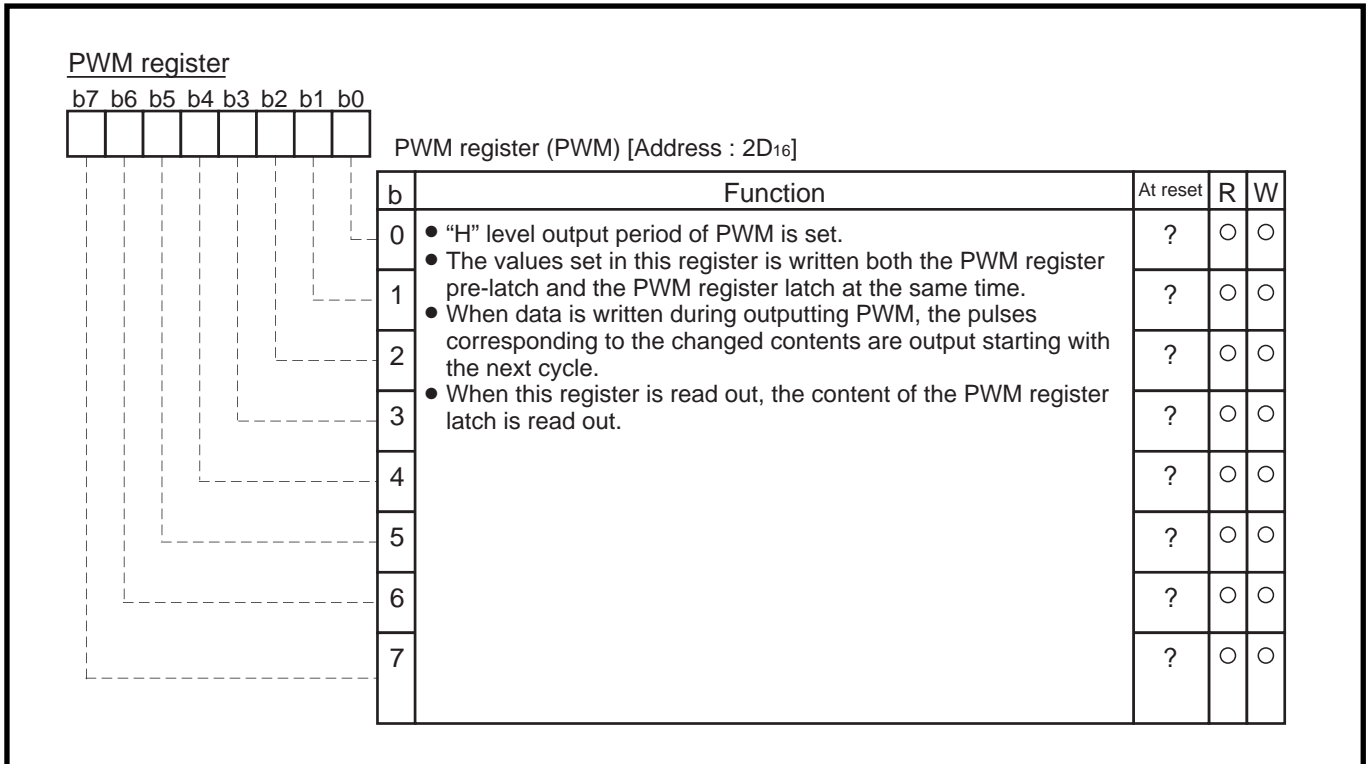 PWM register
b7 b6 b5 b4 b3 b2 b1 b0
PWM register (PWM) [Address : 2D16]
b Function At reset R W
0 ● “H” level output period of PWM is set. ? ○ ○
● The values set in this register is written both the PWM register
1 pre-latch and the PWM register latch at the same time. ? ○ ○
● When data is written during outputting PWM, the pulses
2 corresponding to the changed contents are output starting with ? ○ ○
the next cycle.
● When this register is read out, the content of the PWM register
3 latch is read out. ? ○ ○
4 ? ○ ○
5 ? ○ ○
6 ? ○ ○
7 ? ○ ○